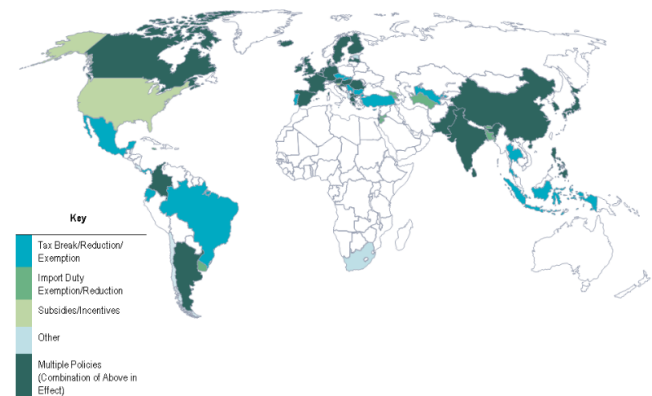 Key
Tax Break/Reduction/
Exemption
Import Duty
Exemption/Reduction
Subsidies/Incentives
Other
Multiple Policies
(Combination of Above in
Effect)